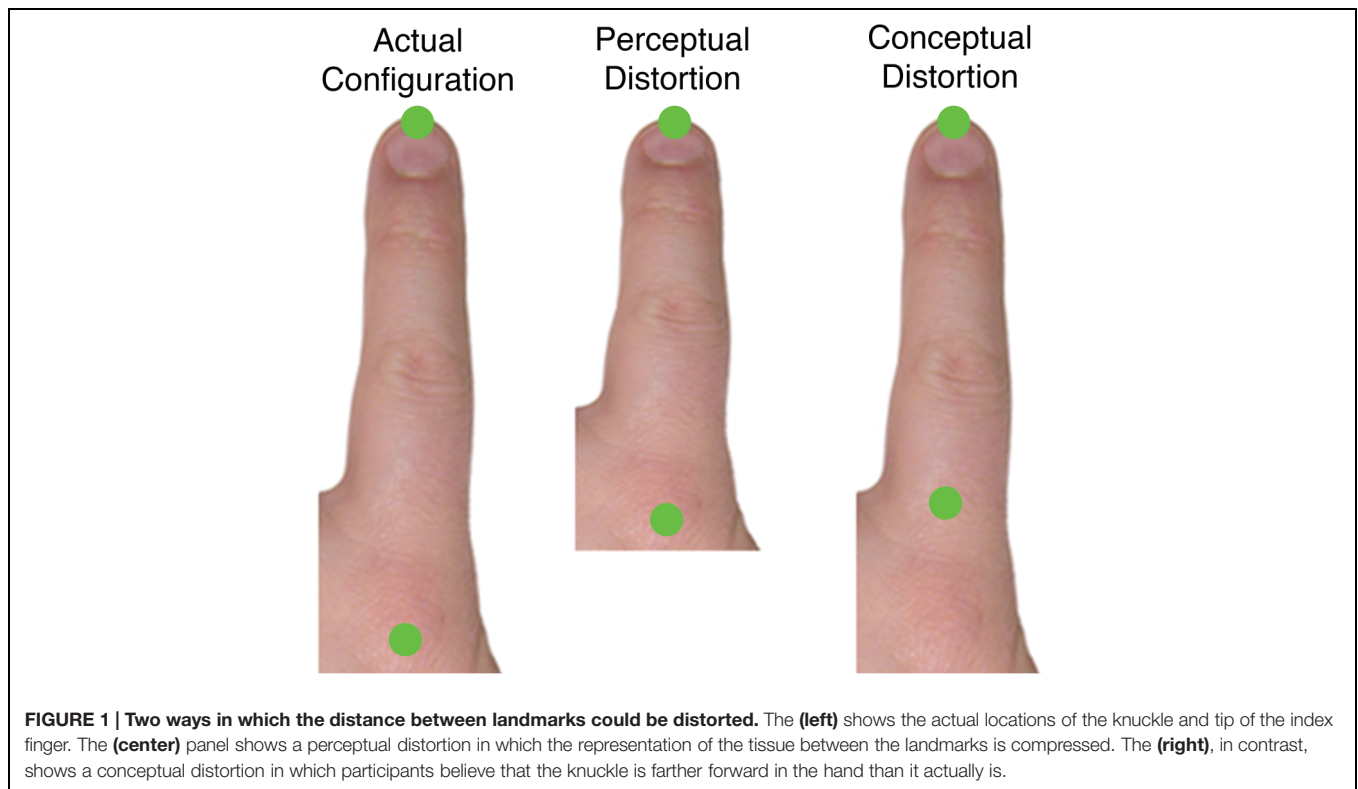 Actual
Configuration
Perceptual
Distortion
Conceptual
Distortion
FIGURE 1 | Two ways in which the distance between landmarks could be distorted. The (left) shows the actual locations of the knuckle and tip of the index
finger. The (center) panel shows a perceptual distortion in which the representation of the tissue between the landmarks is compressed. The (right), in contrast,
shows a conceptual distortion in which participants believe that the knuckle is farther forward in the hand than it actually is.